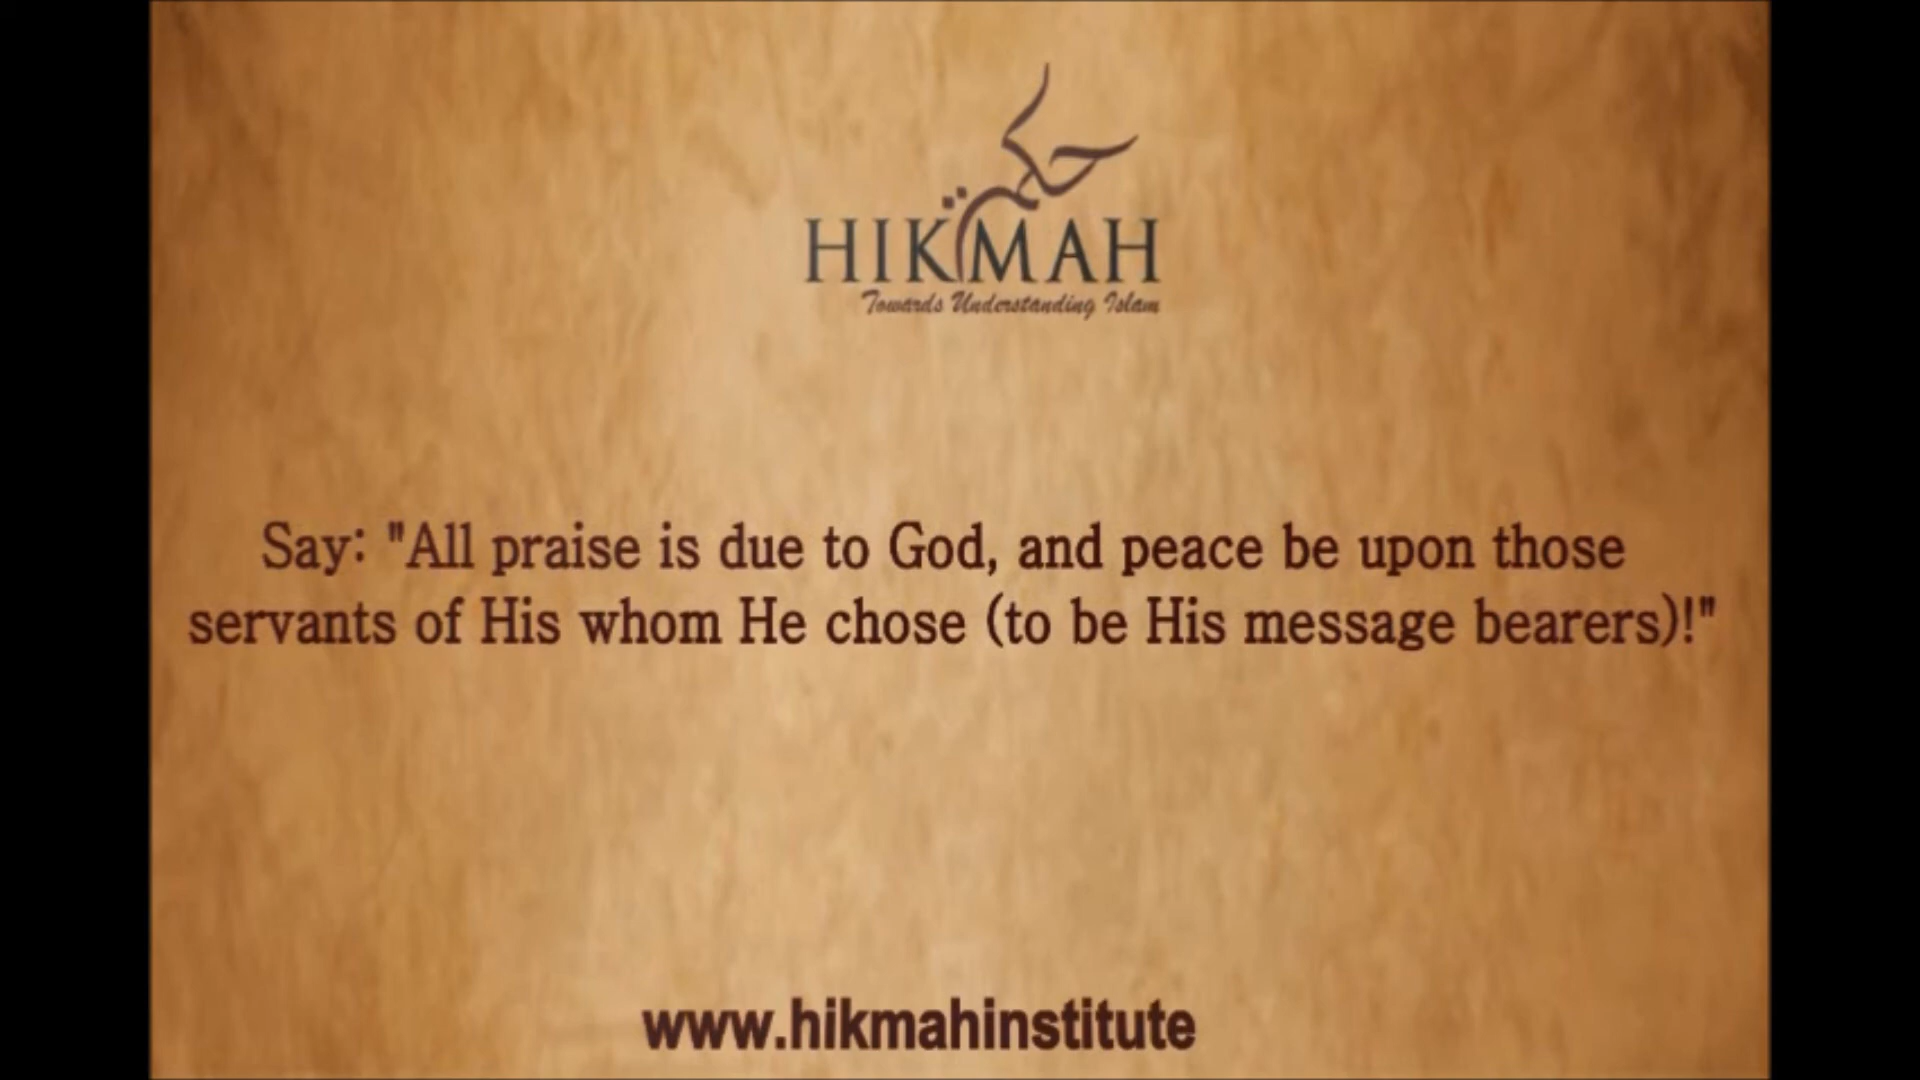 حكمة
HIKMAH
Towards Understanding Islam
Say: "All praise is due to God, and peace be upon those
servants of His whom He chose (to be His message bearers)!"
www.hikmahinstitute